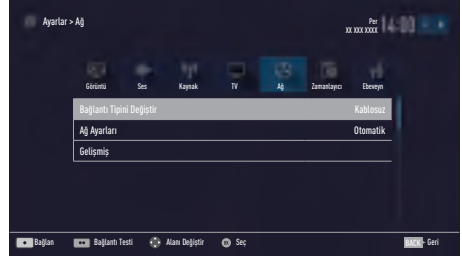 Ayarlar > Ağ
Per
XX XXX XXXX
14:00
Görüntü Ses Kaynak TV Ağ Zamanlayıcı Ebeveyn
Bağlantı Tipini Değiştir Kablosuz
Ağ Ayarları Otomatik
Gelişmiş
Bağlan Bağlantı Testi Alanı Değiştir Seç BACK Geri